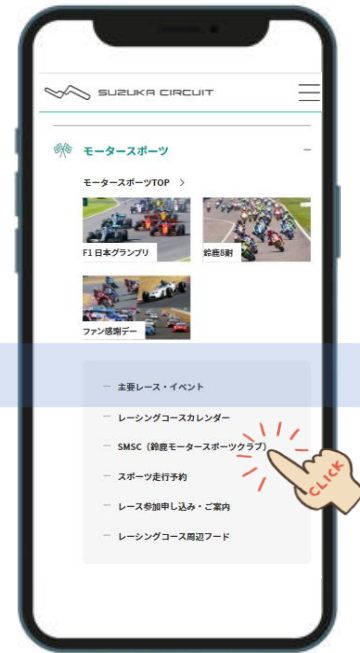 SUZUKA CIRCUIT
モータースポーツ
モータースポーツTOP >
F1 日本グランプリ
鈴鹿8耐
ファン感謝デー
主要レース・イベント
レーシングコースカレンダー
SMSC（鈴鹿モータースポーツクラブ）
スポーツ走行予約
レース参加申し込み・ご案内
レーシングコース周辺フード
CLICK